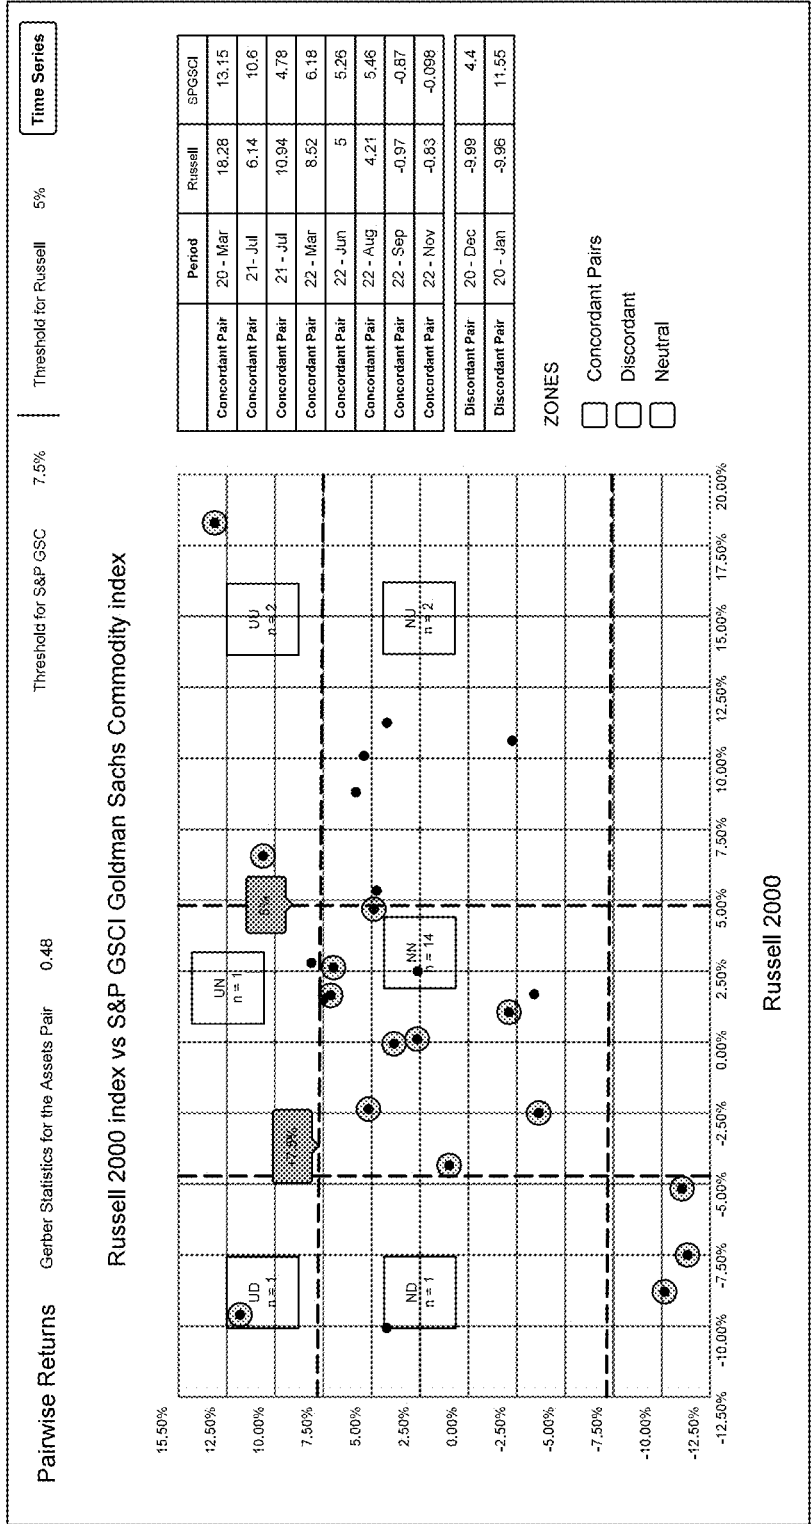 Pairwise Returns
Gerber Statistics for the Assets Pair 0.48
Threshold for S&P GSC 7.5%
Threshold for Russell 5%
Time Series
Russell 2000 index vs S&P GSCI Goldman Sachs Commodity index
15.50%
12.50%
10.00%
7.50%
5.00%
2.50%
0.00%
-2.50%
-5.00%
-7.50%
-10.00%
-12.50%
UD
n = 1
UN
n = 1
UU
n = 2
ND
n = 1
NN
n = 14
NU
n = 2
-12.50% -10.00% -7.50% -5.00% -2.50% 0.00% 2.50% 5.00% 7.50% 10.00% 12.50% 15.00% 17.50% 20.00%
Russell 2000
Period Russell SPGSCI
Concordant Pair 20 - Mar 18.28 13.15
Concordant Pair 21- Jul 6.14 10.6
Concordant Pair 21 - Jul 10.94 4.78
Concordant Pair 22 - Mar 8.52 6.18
Concordant Pair 22 - Jun 5 5.26
Concordant Pair 22 - Aug 4.21 5.46
Concordant Pair 22 - Sep -0.97 -0.87
Concordant Pair 22 - Nov -0.83 -0.098
Discordant Pair 20 - Dec -9.99 4.4
Discordant Pair 20 - Jan -9.96 11.55
ZONES
Concordant Pairs
Discordant
Neutral